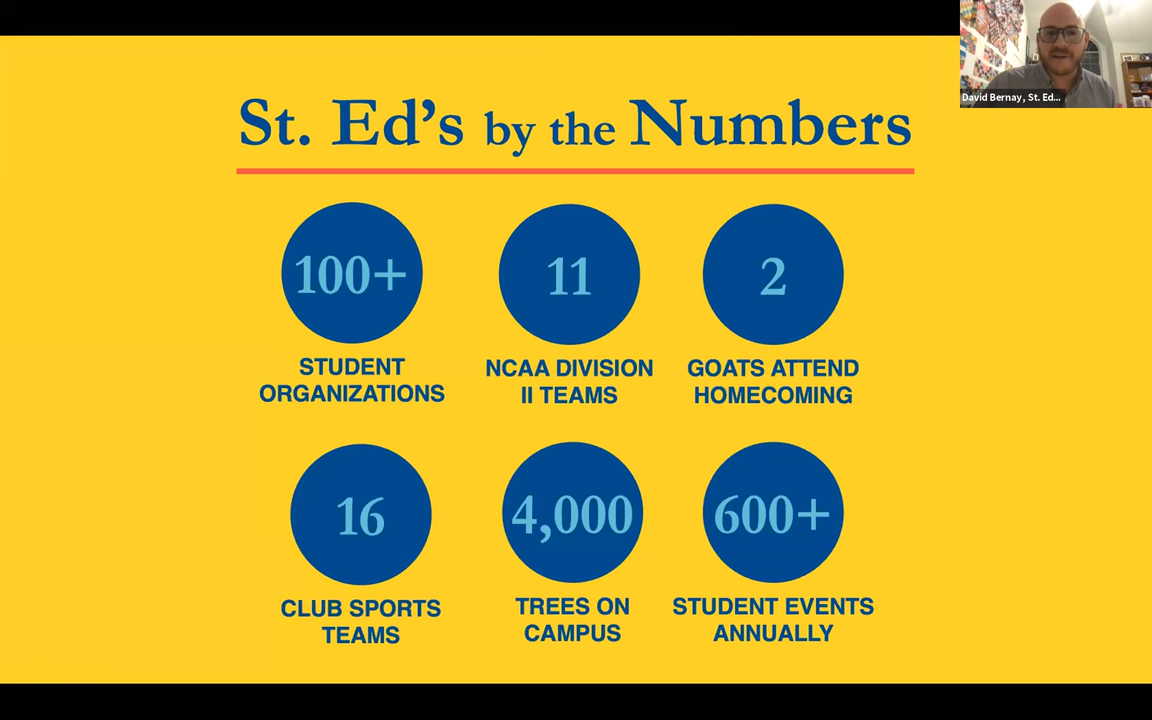 David Bernay, St. Ed...
St. Ed's by the Numbers
100+
STUDENT
ORGANIZATIONS
11
NCAA DIVISION
II TEAMS
2
GOATS ATTEND
HOMECOMING
16
CLUB SPORTS
TEAMS
4,000
TREES ON
CAMPUS
600+
STUDENT EVENTS
ANNUALLY